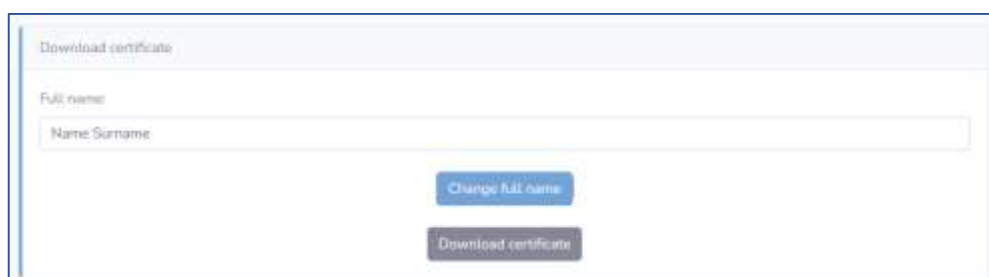 Download certificate
Full name:
Name Surname
Change full name
Download certificate